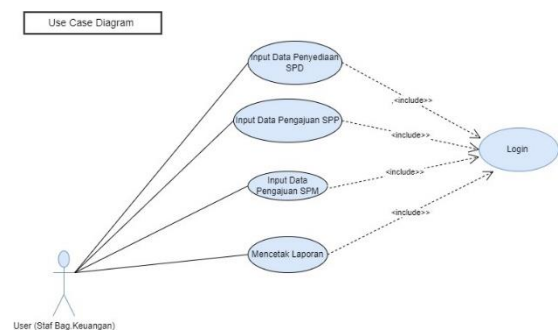 Use Case Diagram
Input Data Penyediaan
SPD
<include>>
Input Data Pengajuan SPP
<include>>
Login
Input Data
Pengajuan SPM
<include>>
<include>>
Mencetak Laporan
User (Staf Bag.Keuangan)